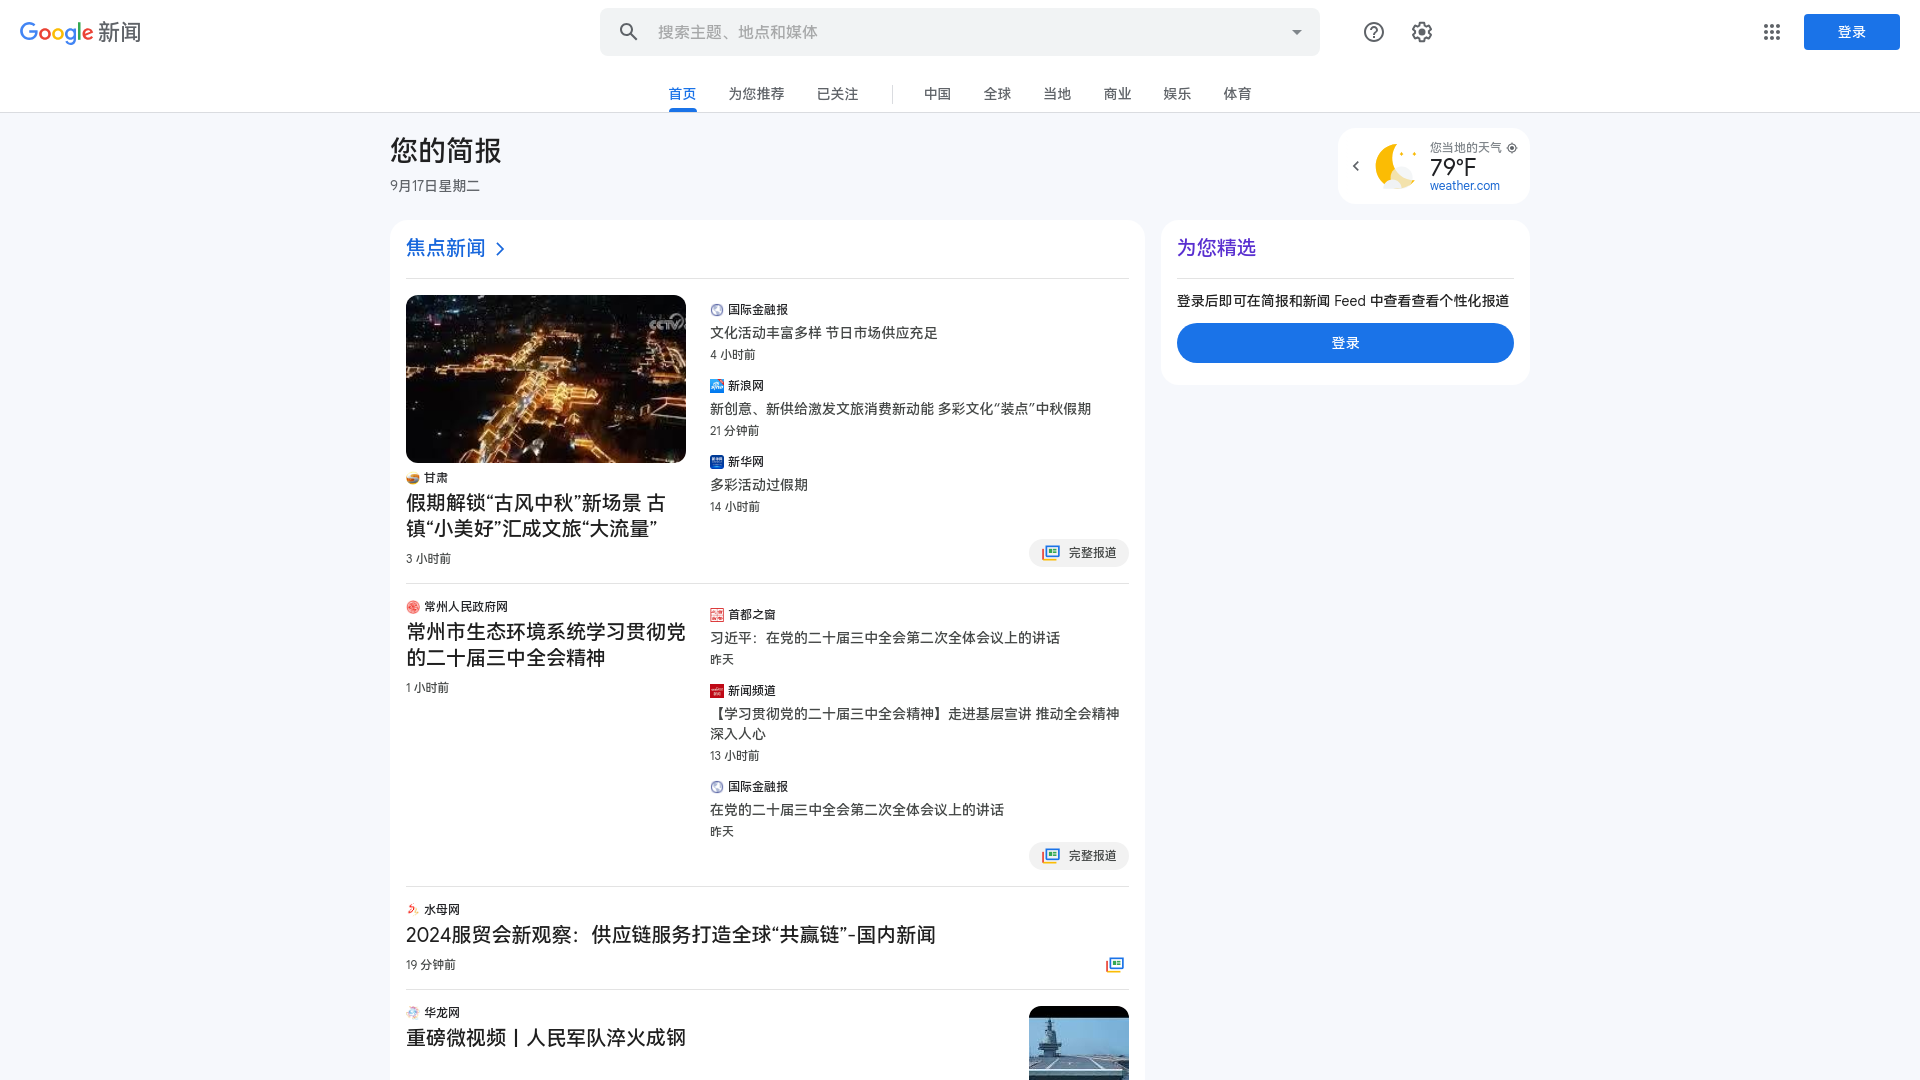 Google 新闻
搜索主题、地点和媒体
登录
首页
为您推荐
已关注
中国
全球
当地
商业
娱乐
体育
您的简报
9月17日星期二
您当地的天气
79°F
weather.com
焦点新闻
CCTV
甘肃
假期解锁“古风中秋”新场景 古
镇“小美好”汇成文旅“大流量”
3 小时前
国际金融报
文化活动丰富多样 节日市场供应充足
4 小时前
新浪网
新创意、新供给激发文旅消费新动能 多彩文化“装点”中秋假期
21 分钟前
新华网
多彩活动过假期
14 小时前
完整报道
常州人民政府网
常州市生态环境系统学习贯彻党
的二十届三中全会精神
1 小时前
首都之窗
习近平：在党的二十届三中全会第二次全体会议上的讲话
昨天
新闻频道
【学习贯彻党的二十届三中全会精神】走进基层宣讲 推动全会精神
深入人心
13 小时前
国际金融报
在党的二十届三中全会第二次全体会议上的讲话
昨天
完整报道
水母网
2024服贸会新观察：供应链服务打造全球“共赢链”-国内新闻
19 分钟前
华龙网
重磅微视频丨人民军队淬火成钢
为您精选
登录后即可在简报和新闻 Feed 中查看查看个性化报道
登录